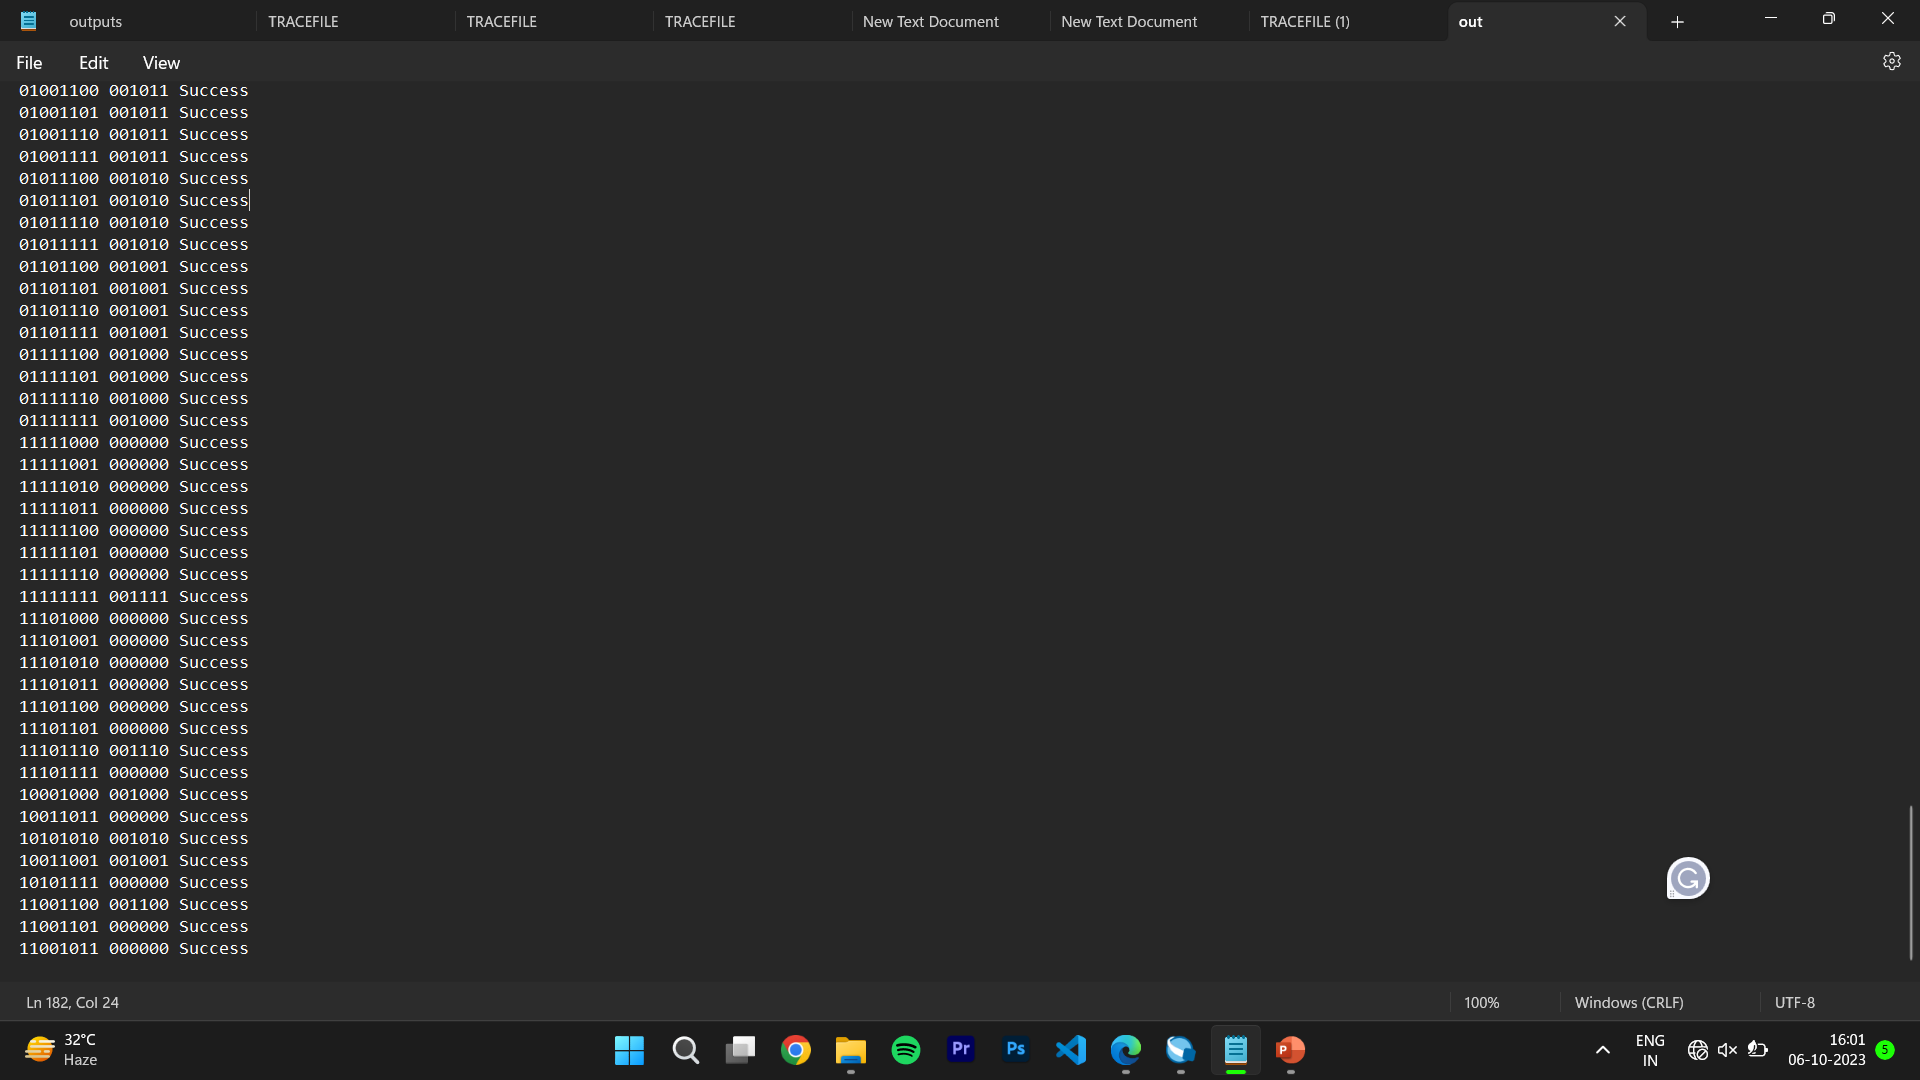 outputs TRACEFILE TRACEFILE TRACEFILE New Text Document New Text Document TRACEFILE (1) out
File Edit View
01001100 001011 Success
01001101 001011 Success
01001110 001011 Success
01001111 001011 Success
01011100 001010 Success
01011101 001010 Success
01011110 001010 Success
01011111 001010 Success
01101100 001001 Success
01101101 001001 Success
01101110 001001 Success
01101111 001001 Success
01111100 001000 Success
01111101 001000 Success
01111110 001000 Success
01111111 001000 Success
11111000 000000 Success
11111001 000000 Success
11111010 000000 Success
11111011 000000 Success
11111100 000000 Success
11111101 000000 Success
11111110 000000 Success
11111111 001111 Success
11101000 000000 Success
11101001 000000 Success
11101010 000000 Success
11101011 000000 Success
11101100 000000 Success
11101101 000000 Success
11101110 001110 Success
11101111 000000 Success
10001000 001000 Success
10011011 000000 Success
10101010 001010 Success
10011001 001001 Success
10101111 000000 Success
11001100 001100 Success
11001101 000000 Success
11001011 000000 Success
Ln 182, Col 24 100% Windows (CRLF) UTF-8
32°C
Haze
Pr Ps P
ENG
IN
16:01
06-10-2023
5